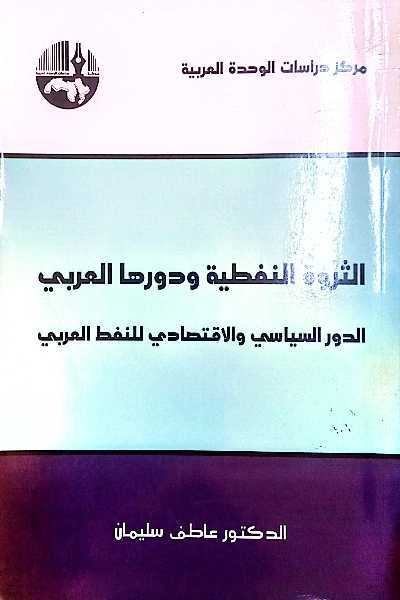 مركز دراسات الوحدة العربية
الثروة النفطية ودورها العربي
الدور السياسي والاقتصادي للنفط العربي
الدكتور عاطف سليمان